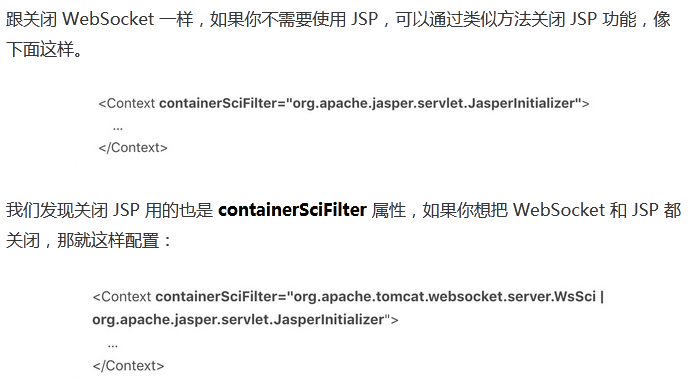 跟关闭 WebSocket 一样，如果你不需要使用 JSP，可以通过类似方法关闭 JSP 功能，像
下面这样。
<Context containerSciFilter="org.apache.jasper.servlet.JasperInitializer">
...
</Context>
我们发现关闭 JSP 用的也是 containerSciFilter 属性，如果你想把 WebSocket 和 JSP 都
关闭，那就这样配置：
<Context containerSciFilter="org.apache.tomcat.websocket.server.WsSci |
org.apache.jasper.servlet.JasperInitializer">
...
</Context>